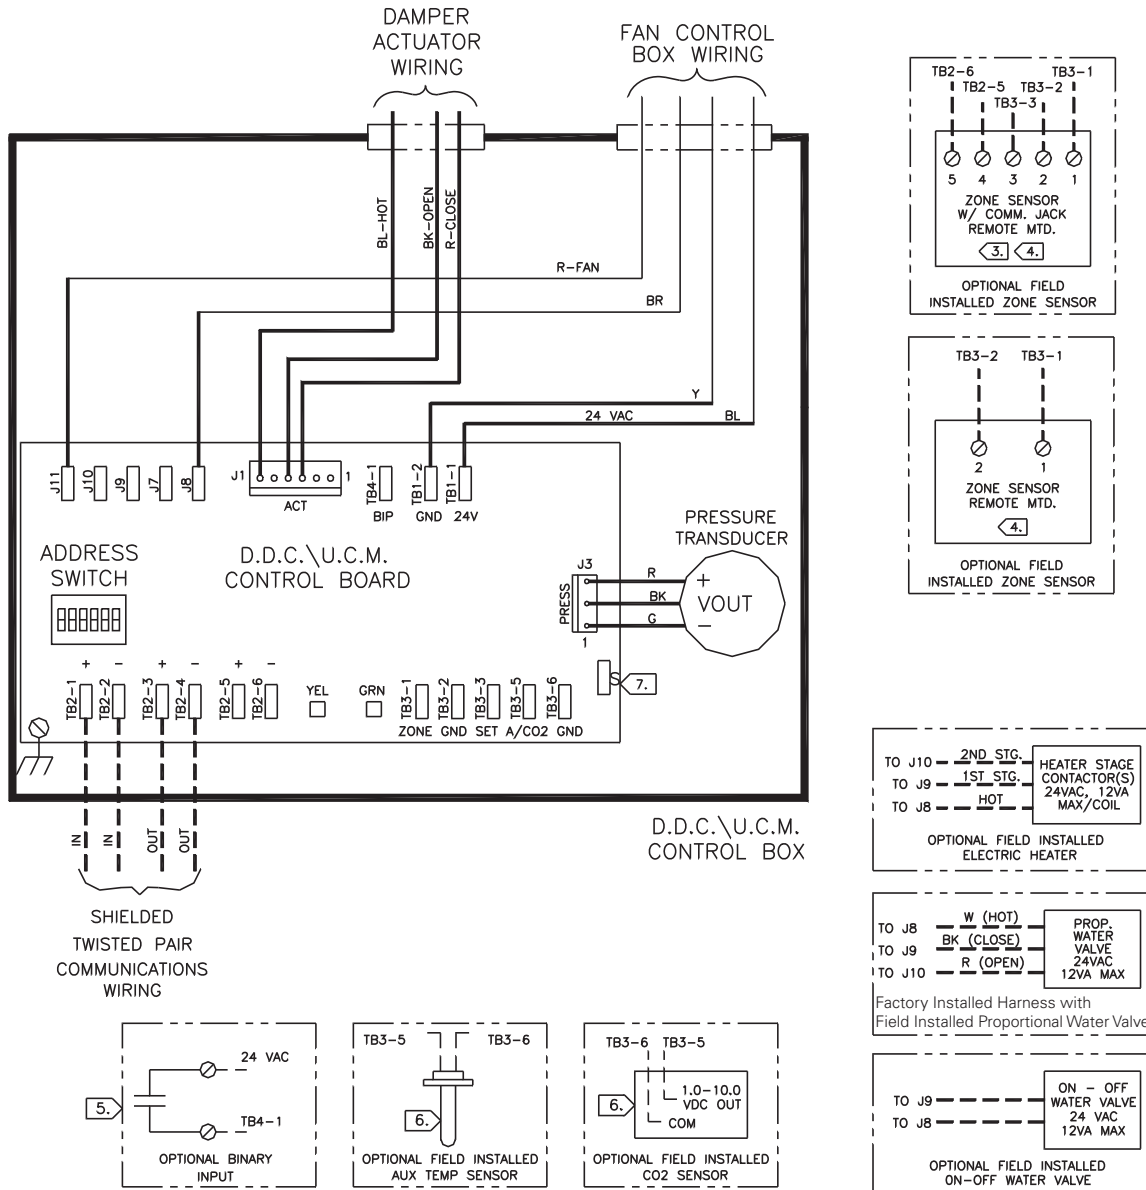 DAMPER
ACTUATOR
WIRING
FAN CONTROL
BOX WIRING
BL-HOT
BK-OPEN
R-CLOSE
R-FAN
BR
Y
24 VAC
BL
J11
J10
J9
J7
J8
J1
1
ACT
TB4-1
BIP
TB1-2
GND
TB1-1
24V
ADDRESS
SWITCH
D.D.C.\U.C.M.
CONTROL BOARD
PRESSURE
TRANSDUCER
J3
PRESS
1
R
BK
G
+
VOUT
−
S
7.
+ − + − + −
TB2-1
TB2-2
TB2-3
TB2-4
TB2-5
TB2-6
YEL
GRN
TB3-1
TB3-2
TB3-3
TB3-5
TB3-6
ZONE GND SET A/CO2 GND
IN
IN
OUT
OUT
D.D.C.\U.C.M.
CONTROL BOX
SHIELDED
TWISTED PAIR
COMMUNICATIONS
WIRING
TB2-6
TB3-1
TB2-5
TB3-2
TB3-3
5 4 3 2 1
ZONE SENSOR
W/ COMM. JACK
REMOTE MTD.
3. 4.
OPTIONAL FIELD
INSTALLED ZONE SENSOR
TB3-2 TB3-1
2 1
ZONE SENSOR
REMOTE MTD.
4.
OPTIONAL FIELD
INSTALLED ZONE SENSOR
TO J10 2ND STG.
TO J9 1ST STG.
TO J8 HOT
HEATER STAGE
CONTACTOR(S)
24VAC, 12VA
MAX/COIL
OPTIONAL FIELD INSTALLED
ELECTRIC HEATER
TO J8 W (HOT)
TO J9 BK (CLOSE)
TO J10 R (OPEN)
PROP.
WATER
VALVE
24VAC
12VA MAX
Factory Installed Harness with
Field Installed Proportional Water Valve
TO J9
TO J8
ON - OFF
WATER VALVE
24 VAC
12VA MAX
OPTIONAL FIELD INSTALLED
ON-OFF WATER VALVE
5.
24 VAC
TB4-1
OPTIONAL BINARY
INPUT
TB3-5 TB3-6
6.
OPTIONAL FIELD INSTALLED
AUX TEMP SENSOR
TB3-6 TB3-5
6.
1.0-10.0
VDC OUT
COM
OPTIONAL FIELD INSTALLED
CO2 SENSOR